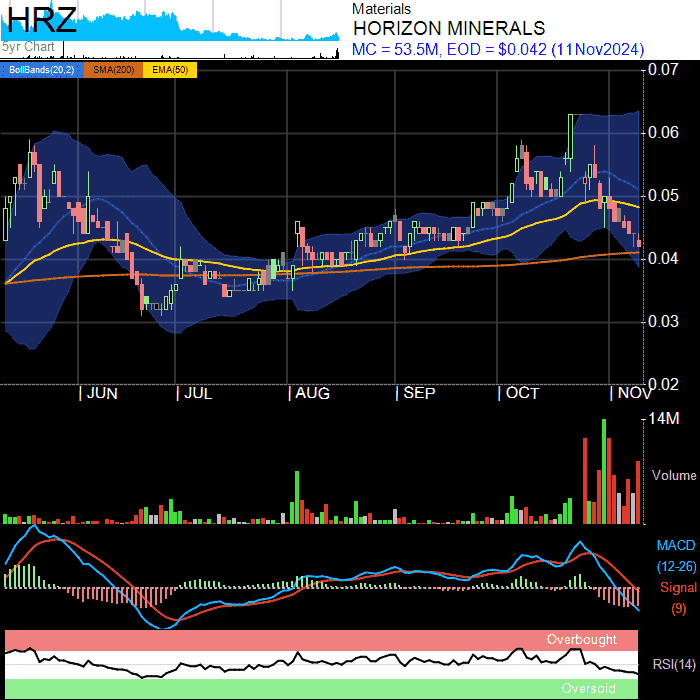 HRZ
5yr Chart
Materials
HORIZON MINERALS
MC = 53.5M, EOD = $0.042 (11Nov2024)
BollBands(20,2) SMA(200) EMA(50)
0.07
0.06
0.05
0.04
0.03
0.02
JUN JUL AUG SEP OCT NOV
14M
Volume
MACD
(12-26)
Signal
(9)
Overbought
RSI(14)
Oversold